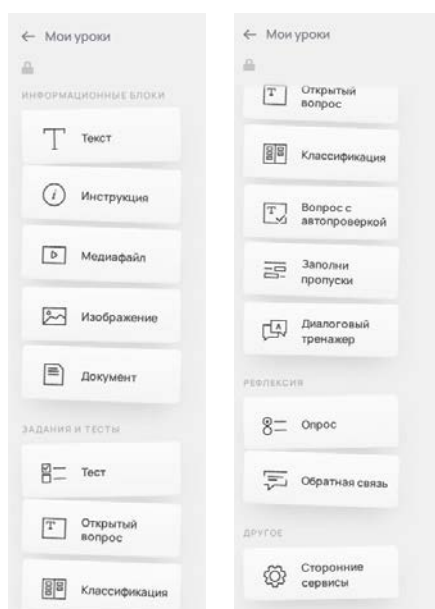 ← Мои уроки
ИНФОРМАЦИОННЫЕ БЛОКИ
Текст
Инструкция
Медиафайл
Изображение
Документ
ЗАДАНИЯ И ТЕСТЫ
Тест
Открытый
вопрос
Классификация
← Мои уроки
Открытый
вопрос
Классификация
Вопрос с
автопроверкой
Заполни
пропуски
Диалоговый
тренажер
РЕФЛЕКСИЯ
Опрос
Обратная связь
ДРУГОЕ
Сторонние
сервисы